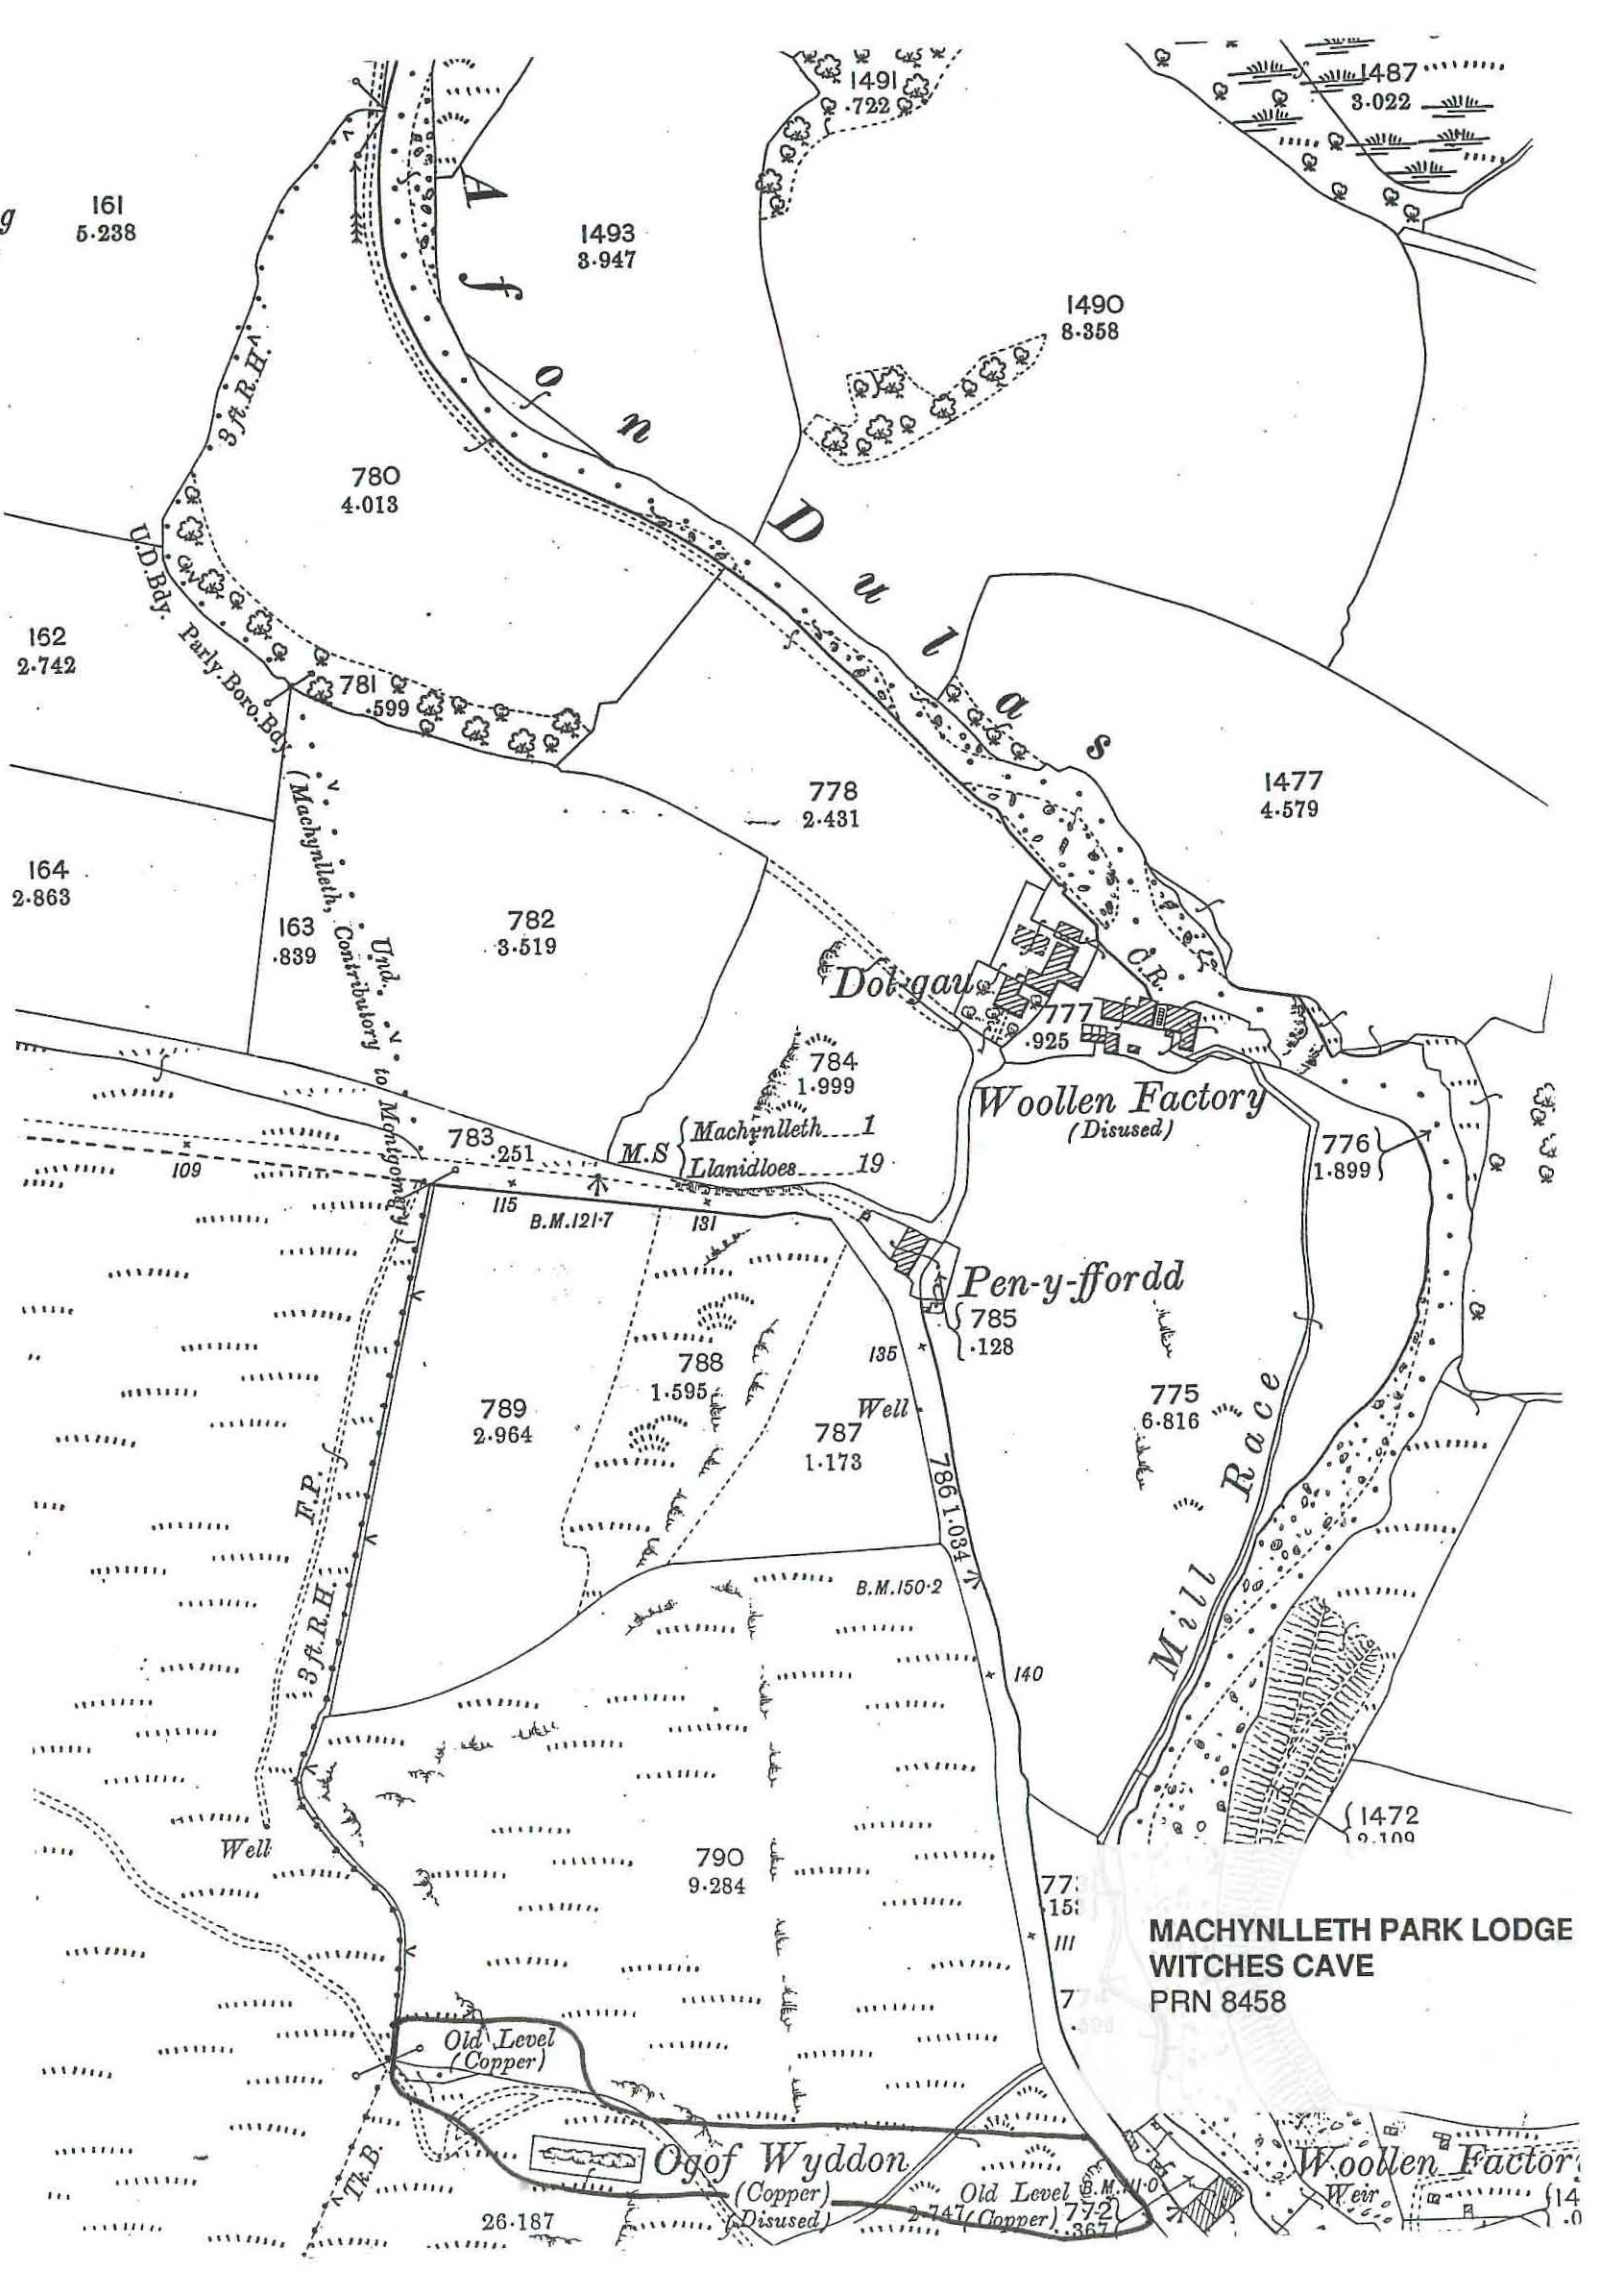 1491
.722
1487
3.022
161
5.238
g
1493
3.947
A f o n
D u l a s
1490
8.358
3 ft. R.H.
780
4.013
U.D.Bdy.
Parly. Boro. Bdy.
(Machynlleth, Contributory to Montgomery)
Und.
162
2.742
781
.599
778
2.431
1477
4.579
164
2.863
163
.839
782
3.519
Dol-gau
C.R.
777
.925
784
1.999
Woollen Factory
(Disused)
783
.251
M.S { Machynlleth....1
Llanidloes......19
776
1.899
109
115
B.M.121.7
131
Pen-y-ffordd
785
.128
788
1.595
135
Well
787
1.173
789
2.964
775
6.816
Mill Race
786 1.034
F.P.
3 ft. R.H.
B.M.150.2
140
Well
790
9.284
1472
2.109
111
MACHYNLLETH PARK LODGE
WITCHES CAVE
PRN 8458
Old Level
(Copper)
Ogof Wyddon
(Copper)
(Disused)
Old Level
(Copper)
2.747
772
.367
26.187
Woollen Factor
Weir